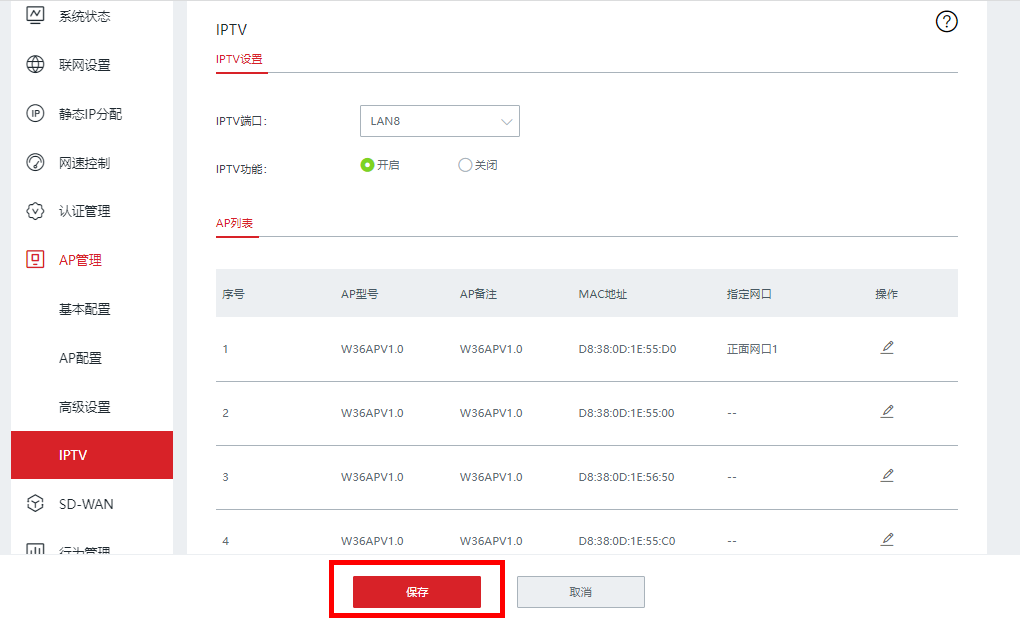 系统状态
联网设置
IP
静态IP分配
网速控制
认证管理
AP管理
基本配置
AP配置
高级设置
IPTV
SD-WAN
行为管理
IPTV
?
IPTV设置
IPTV端口:
LAN8
IPTV功能:
开启
关闭
AP列表
序号 AP型号 AP备注 MAC地址 指定网口 操作
1 W36APV1.0 W36APV1.0 D8:38:0D:1E:55:D0 正面网口1
2 W36APV1.0 W36APV1.0 D8:38:0D:1E:55:00 --
3 W36APV1.0 W36APV1.0 D8:38:0D:1E:56:50 --
4 W36APV1.0 W36APV1.0 D8:38:0D:1E:55:C0 --
保存
取消